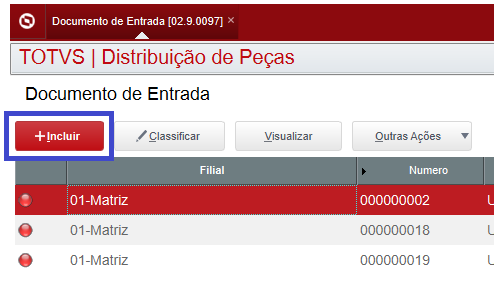 Documento de Entrada [02.9.0097] ×
TOTVS | Distribuição de Peças
Documento de Entrada
+Incluir Classificar Visualizar Outras Ações
Filial Numero
01-Matriz 000000002 U
01-Matriz 000000018 U
01-Matriz 000000019 U